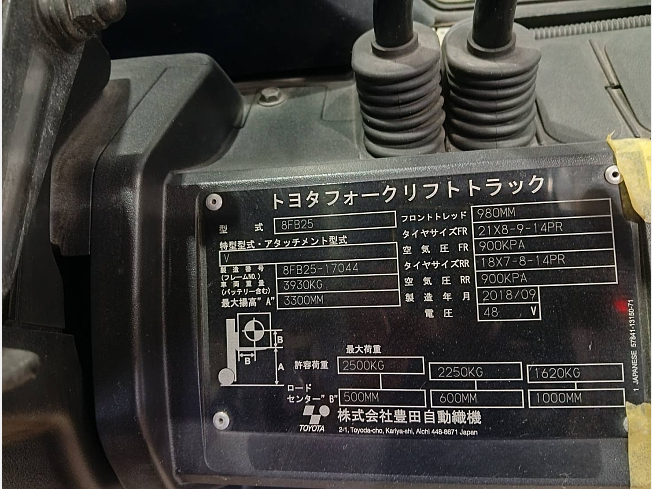 トヨタフォークリフトトラック
型式 8FB25
特型型式・アタッチメント型式
V
製造番号(フレームNO.) 8FB25-17044
車両重量(バッテリー含む) 3930KG
最大揚高"A" 3300MM
フロントトレッド 980MM
タイヤサイズFR 21X8-9-14PR
空気圧FR 900KPA
タイヤサイズRR 18X7-8-14PR
空気圧RR 900KPA
製造年月 2018/09
電圧 48 V
B
B
A
最大荷重
許容荷重 2500KG 2250KG 1620KG
ロードセンター"B" 500MM 600MM 1000MM
TOYOTA
株式会社豊田自動織機
2-1, Toyoda-cho, Kariya-shi, Aichi 448-8671 Japan
1 JAPANESE 57841-13150-71